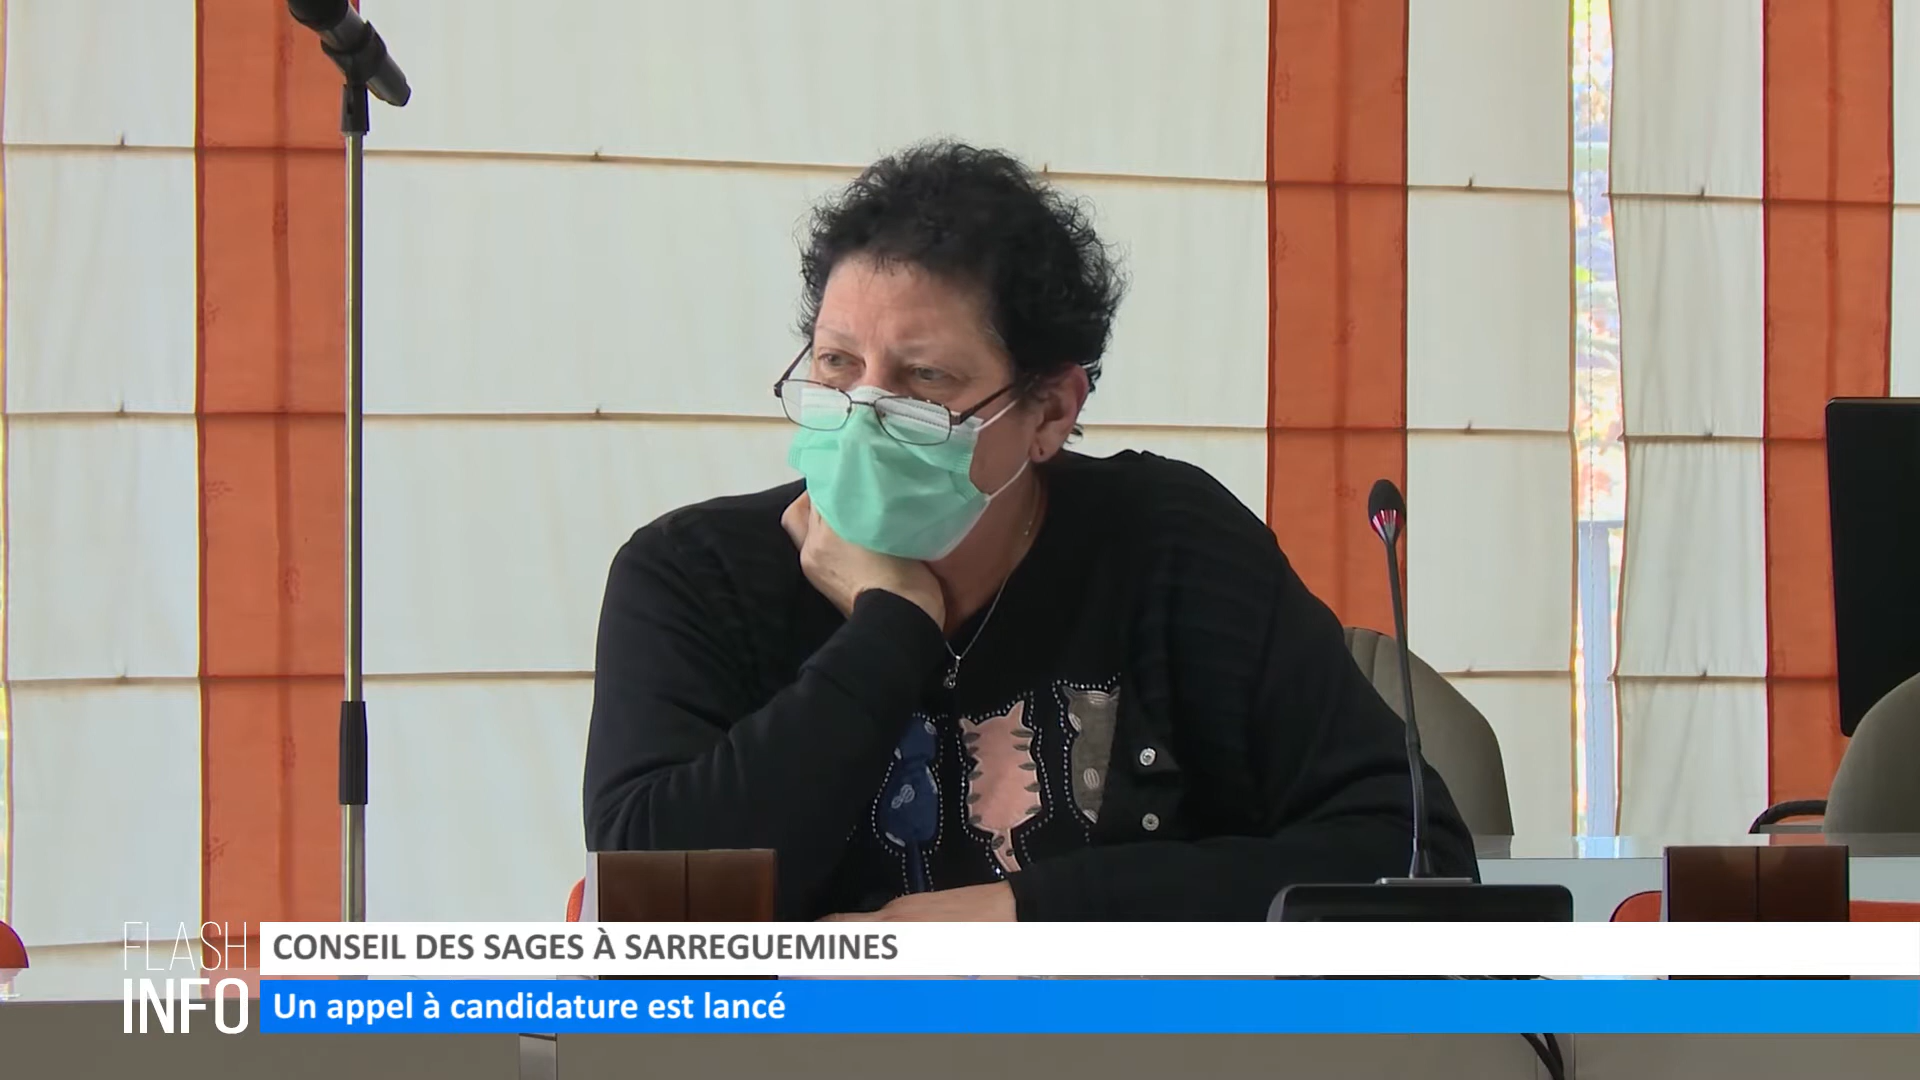 FLASH
INFO
CONSEIL DES SAGES À SARREGUEMINES
Un appel à candidature est lancé